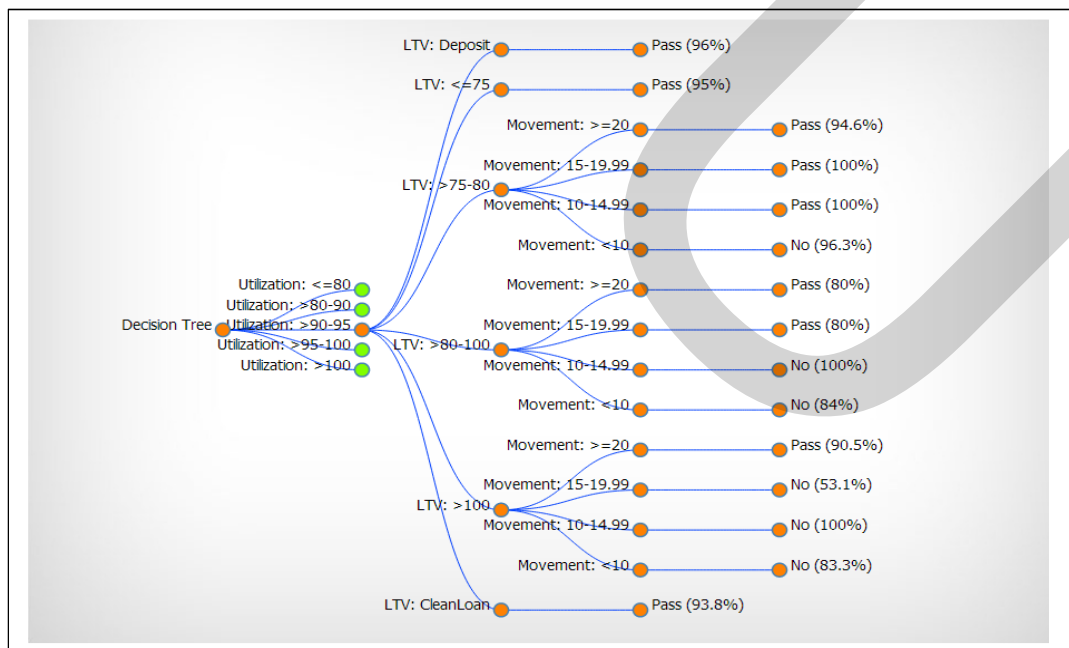 LTV: Deposit Pass (96%)
LTV: <=75 Pass (95%)
Movement: >=20 Pass (94.6%)
Movement: 15-19.99 Pass (100%)
LTV: >75-80
Movement: 10-14.99 Pass (100%)
Movement: <10 No (96.3%)
Utilization: <=80
Movement: >=20 Pass (80%)
Utilization: >80-90
Decision Tree Utilization: >90-95
Movement: 15-19.99 Pass (80%)
Utilization: >95-100
LTV: >80-100
Utilization: >100
Movement: 10-14.99 No (100%)
Movement: <10 No (84%)
Movement: >=20 Pass (90.5%)
Movement: 15-19.99 No (53.1%)
LTV: >100
Movement: 10-14.99 No (100%)
Movement: <10 No (83.3%)
LTV: CleanLoan Pass (93.8%)